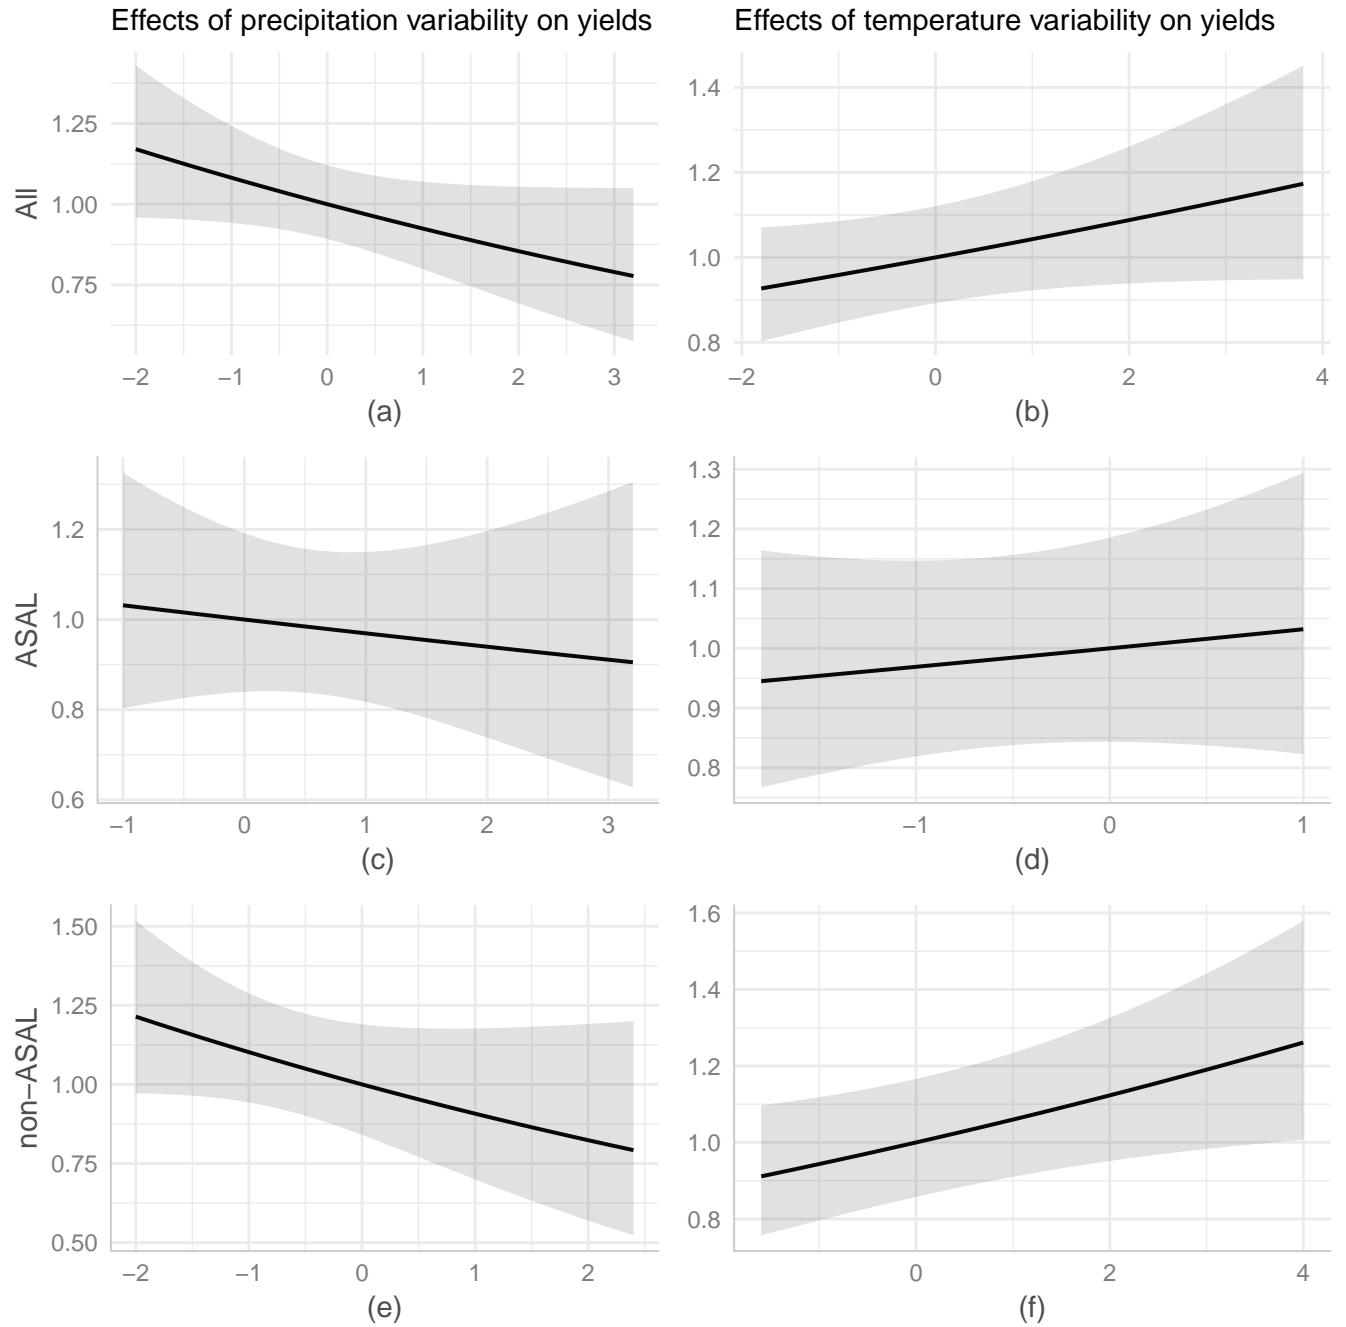 Effects of precipitation variability on yields
Effects of temperature variability on yields
All
1.25
1.00
0.75
−2 −1 0 1 2 3
(a)
1.4
1.2
1.0
0.8
−2 0 2 4
(b)
ASAL
1.2
1.0
0.8
0.6
−1 0 1 2 3
(c)
1.3
1.2
1.1
1.0
0.9
0.8
−1 0 1
(d)
non−ASAL
1.50
1.25
1.00
0.75
0.50
−2 −1 0 1 2
(e)
1.6
1.4
1.2
1.0
0.8
0 2 4
(f)